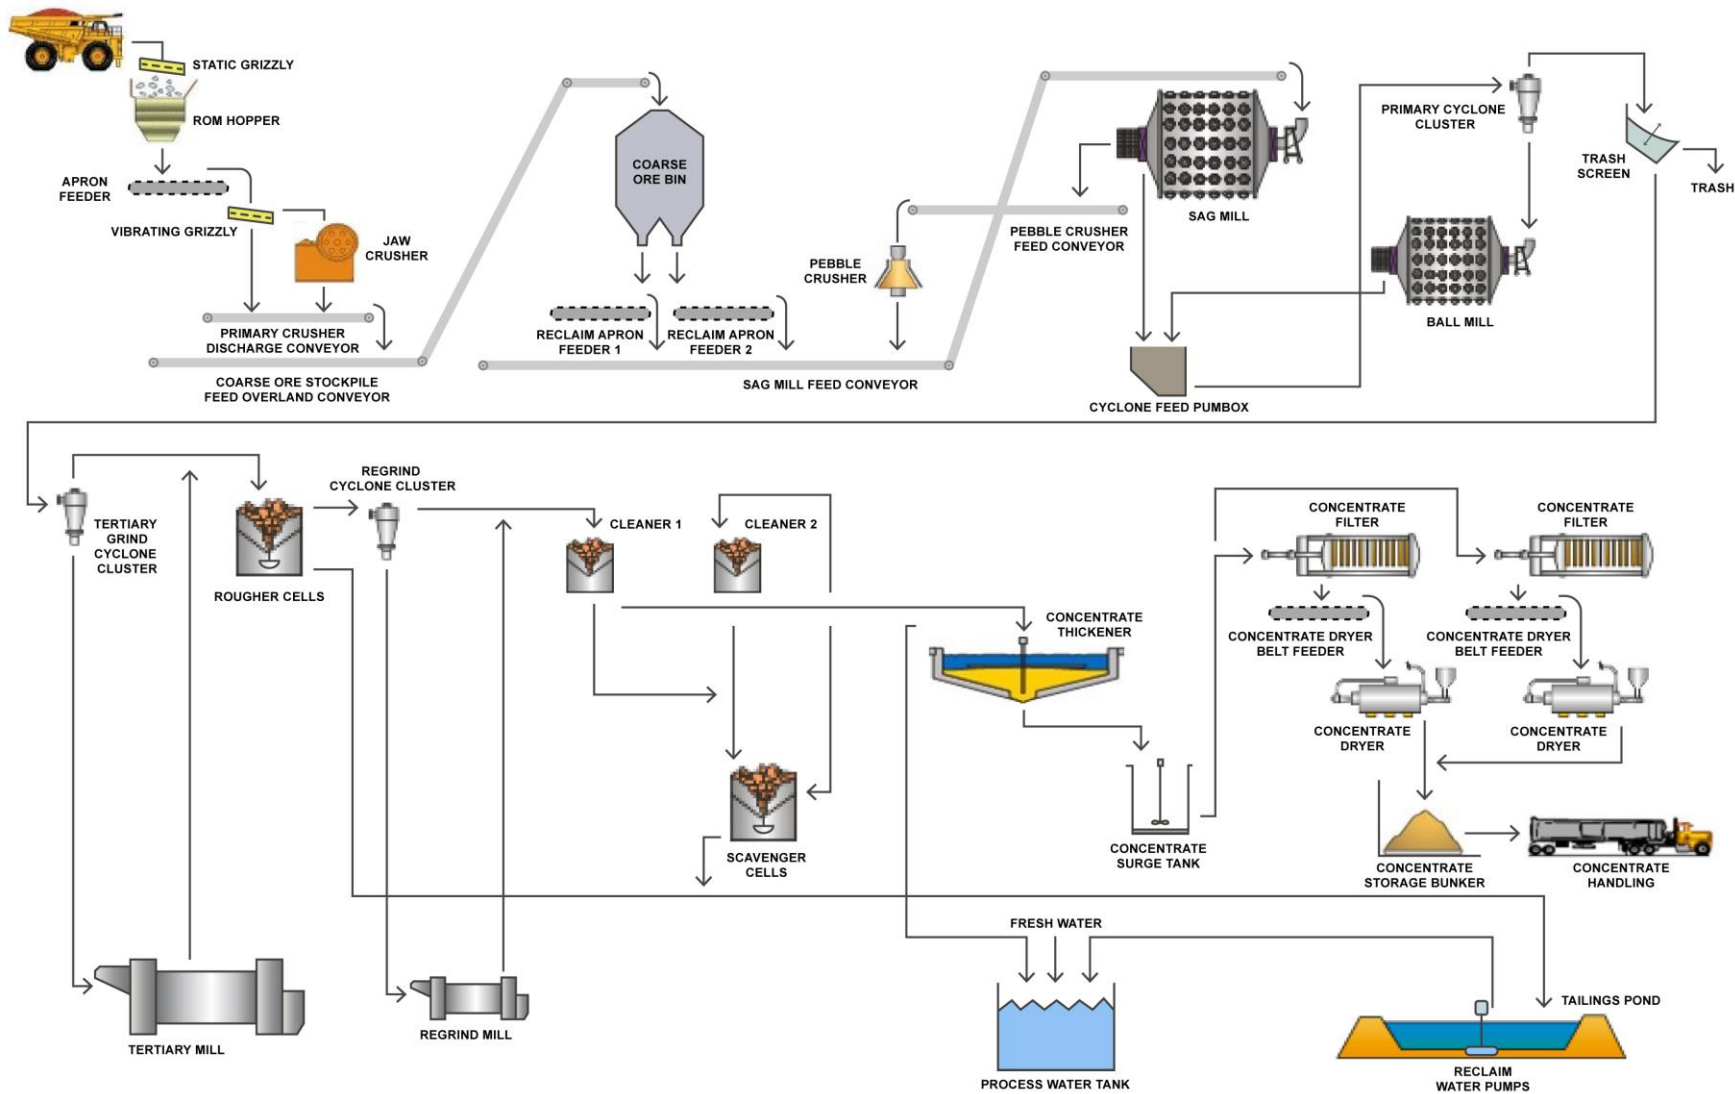 STATIC GRIZZLY
ROM HOPPER
APRON
FEEDER
VIBRATING GRIZZLY
JAW
CRUSHER
PRIMARY CRUSHER
DISCHARGE CONVEYOR
COARSE ORE STOCKPILE
FEED OVERLAND CONVEYOR
COARSE
ORE BIN
RECLAIM APRON
FEEDER 1
RECLAIM APRON
FEEDER 2
SAG MILL FEED CONVEYOR
PEBBLE
CRUSHER
PEBBLE CRUSHER
FEED CONVEYOR
SAG MILL
CYCLONE FEED PUMBOX
PRIMARY CYCLONE
CLUSTER
BALL MILL
TRASH
SCREEN
TRASH
TERTIARY
GRIND
CYCLONE
CLUSTER
ROUGHER CELLS
REGRIND
CYCLONE CLUSTER
CLEANER 1
CLEANER 2
CONCENTRATE
THICKENER
CONCENTRATE
FILTER
CONCENTRATE
FILTER
CONCENTRATE DRYER
BELT FEEDER
CONCENTRATE DRYER
BELT FEEDER
CONCENTRATE
DRYER
CONCENTRATE
DRYER
SCAVENGER
CELLS
CONCENTRATE
SURGE TANK
CONCENTRATE
STORAGE BUNKER
CONCENTRATE
HANDLING
TERTIARY MILL
REGRIND MILL
FRESH WATER
PROCESS WATER TANK
TAILINGS POND
RECLAIM
WATER PUMPS